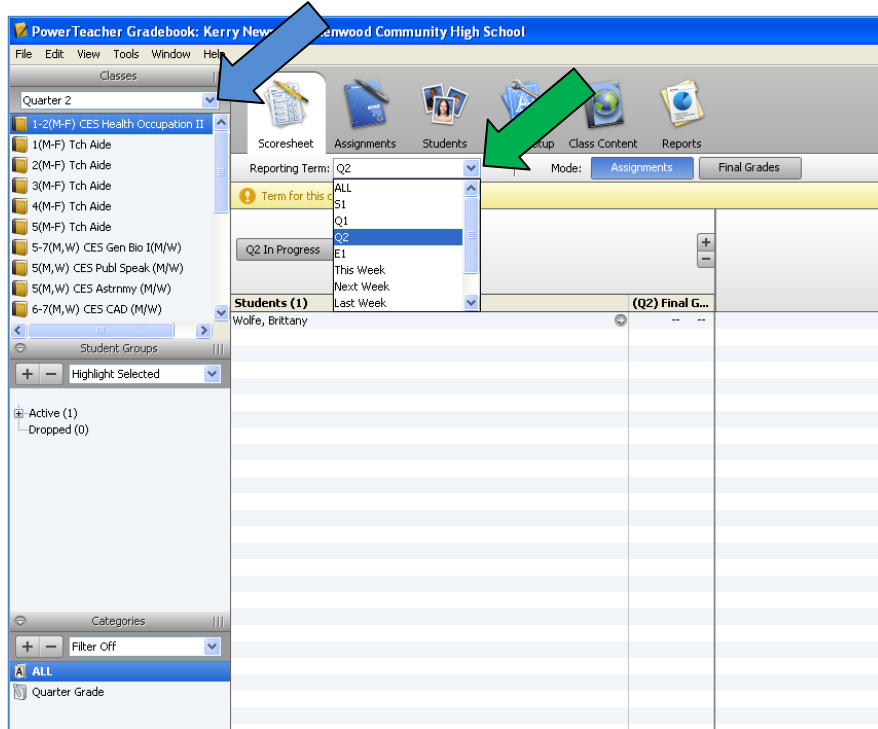 PowerTeacher Gradebook: Kerry New enwood Community High School
File Edit View Tools Window Help
Classes
Quarter 2
1-2(M-F) CES Health Occupation II
1(M-F) Tch Aide
2(M-F) Tch Aide
3(M-F) Tch Aide
4(M-F) Tch Aide
5(M-F) Tch Aide
5-7(M,W) CES Gen Bio I(M/W)
5(M,W) CES Publ Speak (M/W)
5(M,W) CES Astrnmy (M/W)
6-7(M,W) CES CAD (M/W)
Student Groups
Highlight Selected
Active (1)
Dropped (0)
Categories
Filter Off
ALL
Quarter Grade
Scoresheet Assignments Students tup Class Content Reports
Reporting Term: Q2 Mode: Assignments Final Grades
Term for this c
ALL
S1
Q1
Q2
E1
This Week
Next Week
Last Week
Q2 In Progress
Students (1) (Q2) Final G...
Wolfe, Brittany -- --